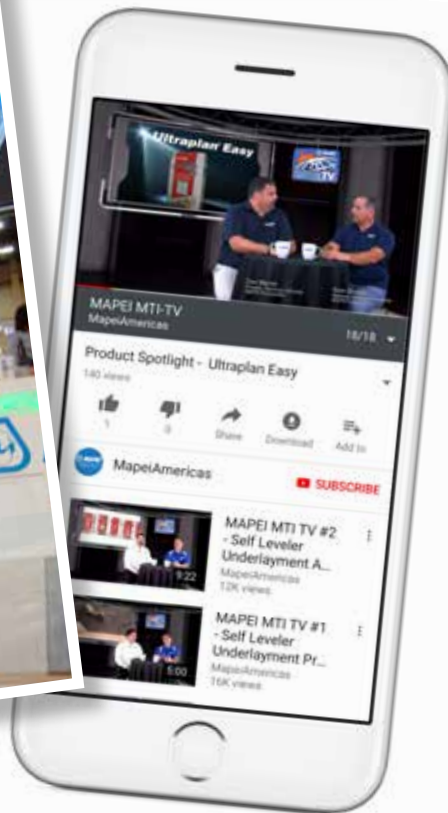 Ultraplan Easy
TV
MAPEI MTI-TV
MapeiAmericas
18/18
Product Spotlight - Ultraplan Easy
140 views
1
0
Share
Download
Add to
MapeiAmericas
SUBSCRIBE
MAPEI MTI TV #2
- Self Leveler
Underlayment A...
MapeiAmericas
12K views
9:22
MAPEI MTI TV #1
- Self Leveler
Underlayment Pr...
MapeiAmericas
16K views
5:00